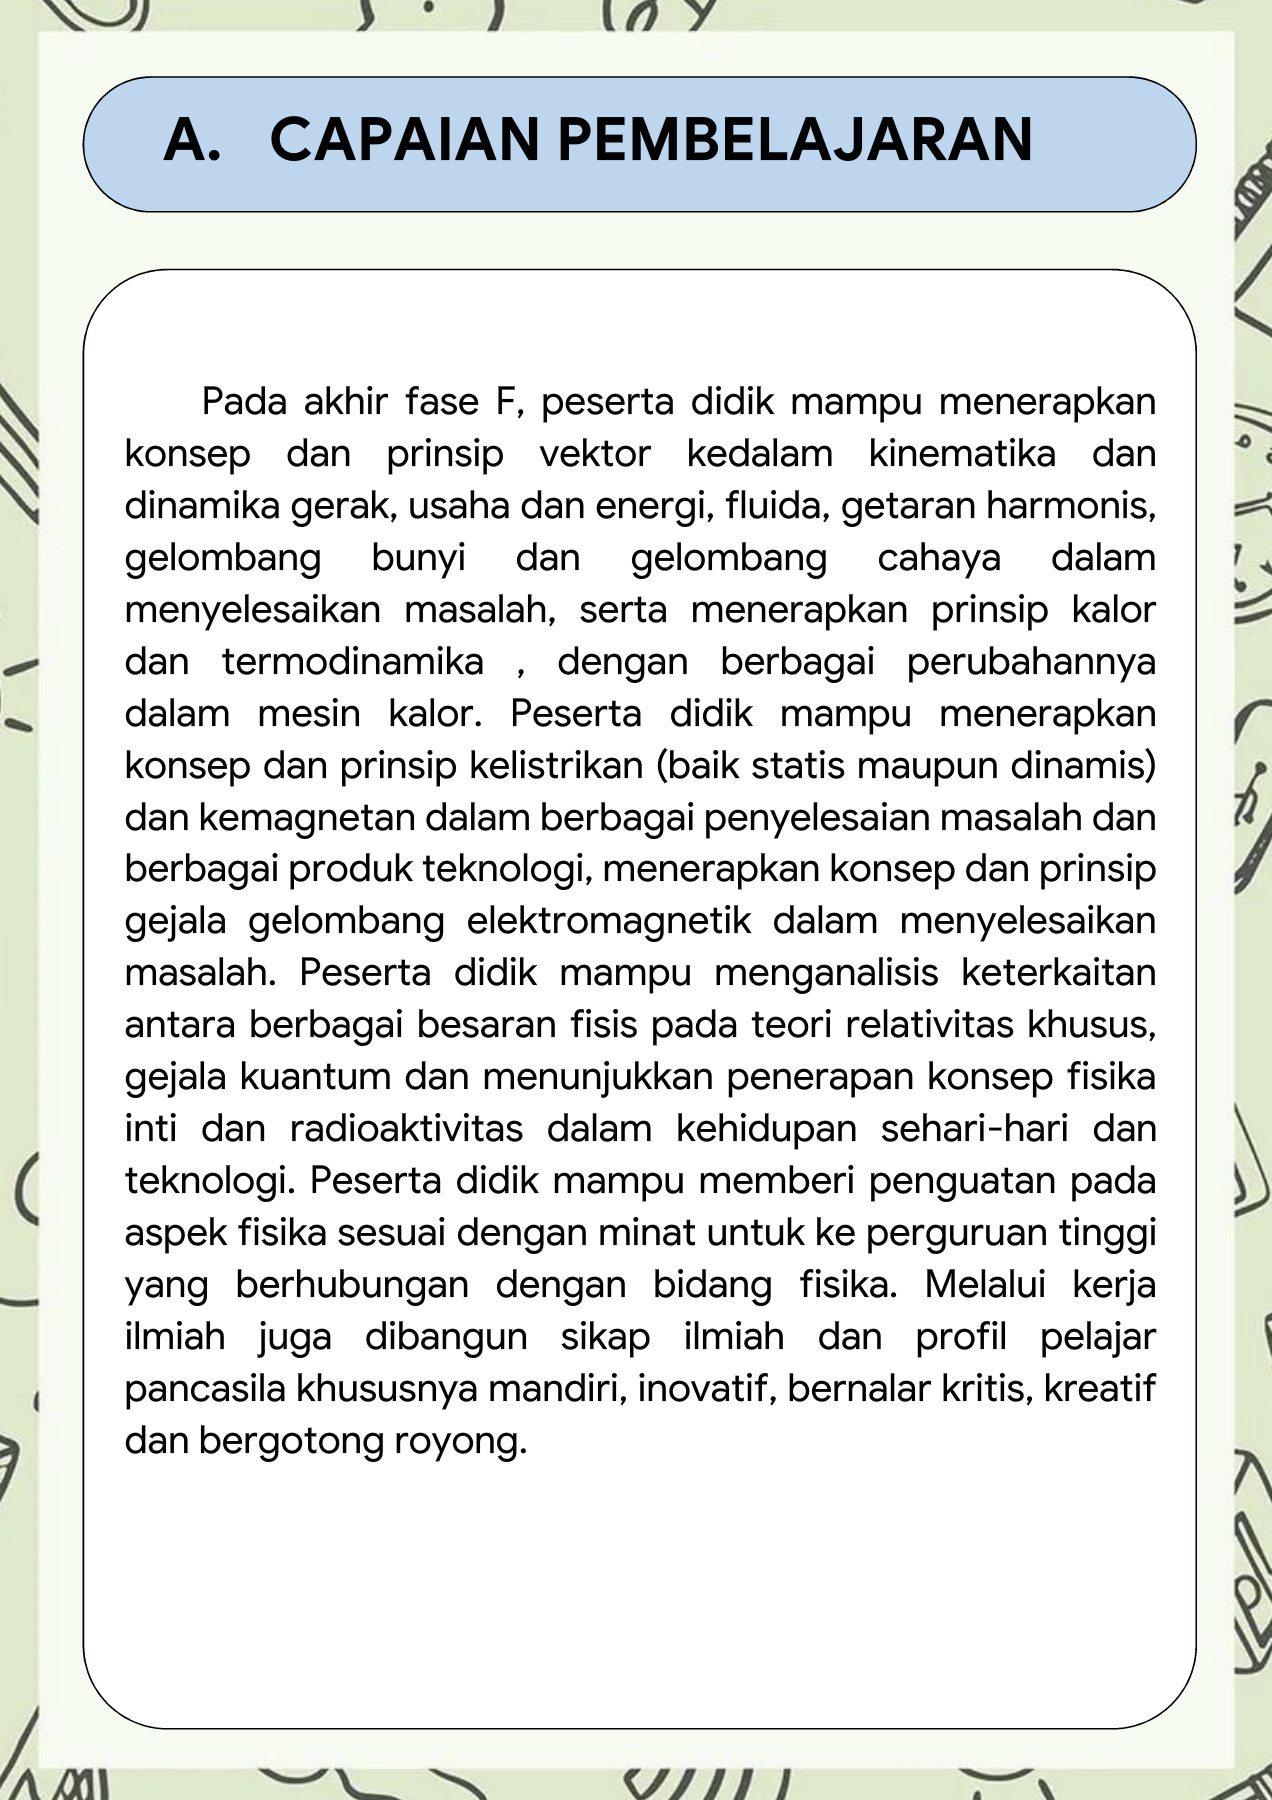 A. CAPAIAN PEMBELAJARAN
Pada akhir fase F, peserta didik mampu menerapkan
konsep dan prinsip vektor kedalam kinematika dan
dinamika gerak, usaha dan energi, fluida, getaran harmonis,
gelombang bunyi dan gelombang cahaya dalam
menyelesaikan masalah, serta menerapkan prinsip kalor
dan termodinamika , dengan berbagai perubahannya
dalam mesin kalor. Peserta didik mampu menerapkan
konsep dan prinsip kelistrikan (baik statis maupun dinamis)
dan kemagnetan dalam berbagai penyelesaian masalah dan
berbagai produk teknologi, menerapkan konsep dan prinsip
gejala gelombang elektromagnetik dalam menyelesaikan
masalah. Peserta didik mampu menganalisis keterkaitan
antara berbagai besaran fisis pada teori relativitas khusus,
gejala kuantum dan menunjukkan penerapan konsep fisika
inti dan radioaktivitas dalam kehidupan sehari-hari dan
teknologi. Peserta didik mampu memberi penguatan pada
aspek fisika sesuai dengan minat untuk ke perguruan tinggi
yang berhubungan dengan bidang fisika. Melalui kerja
ilmiah juga dibangun sikap ilmiah dan profil pelajar
pancasila khususnya mandiri, inovatif, bernalar kritis, kreatif
dan bergotong royong.